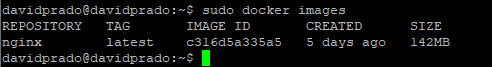 davidprado@davidprado:~$ sudo docker images
REPOSITORY TAG IMAGE ID CREATED SIZE
nginx latest c316d5a335a5 5 days ago 142MB
davidprado@davidprado:~$